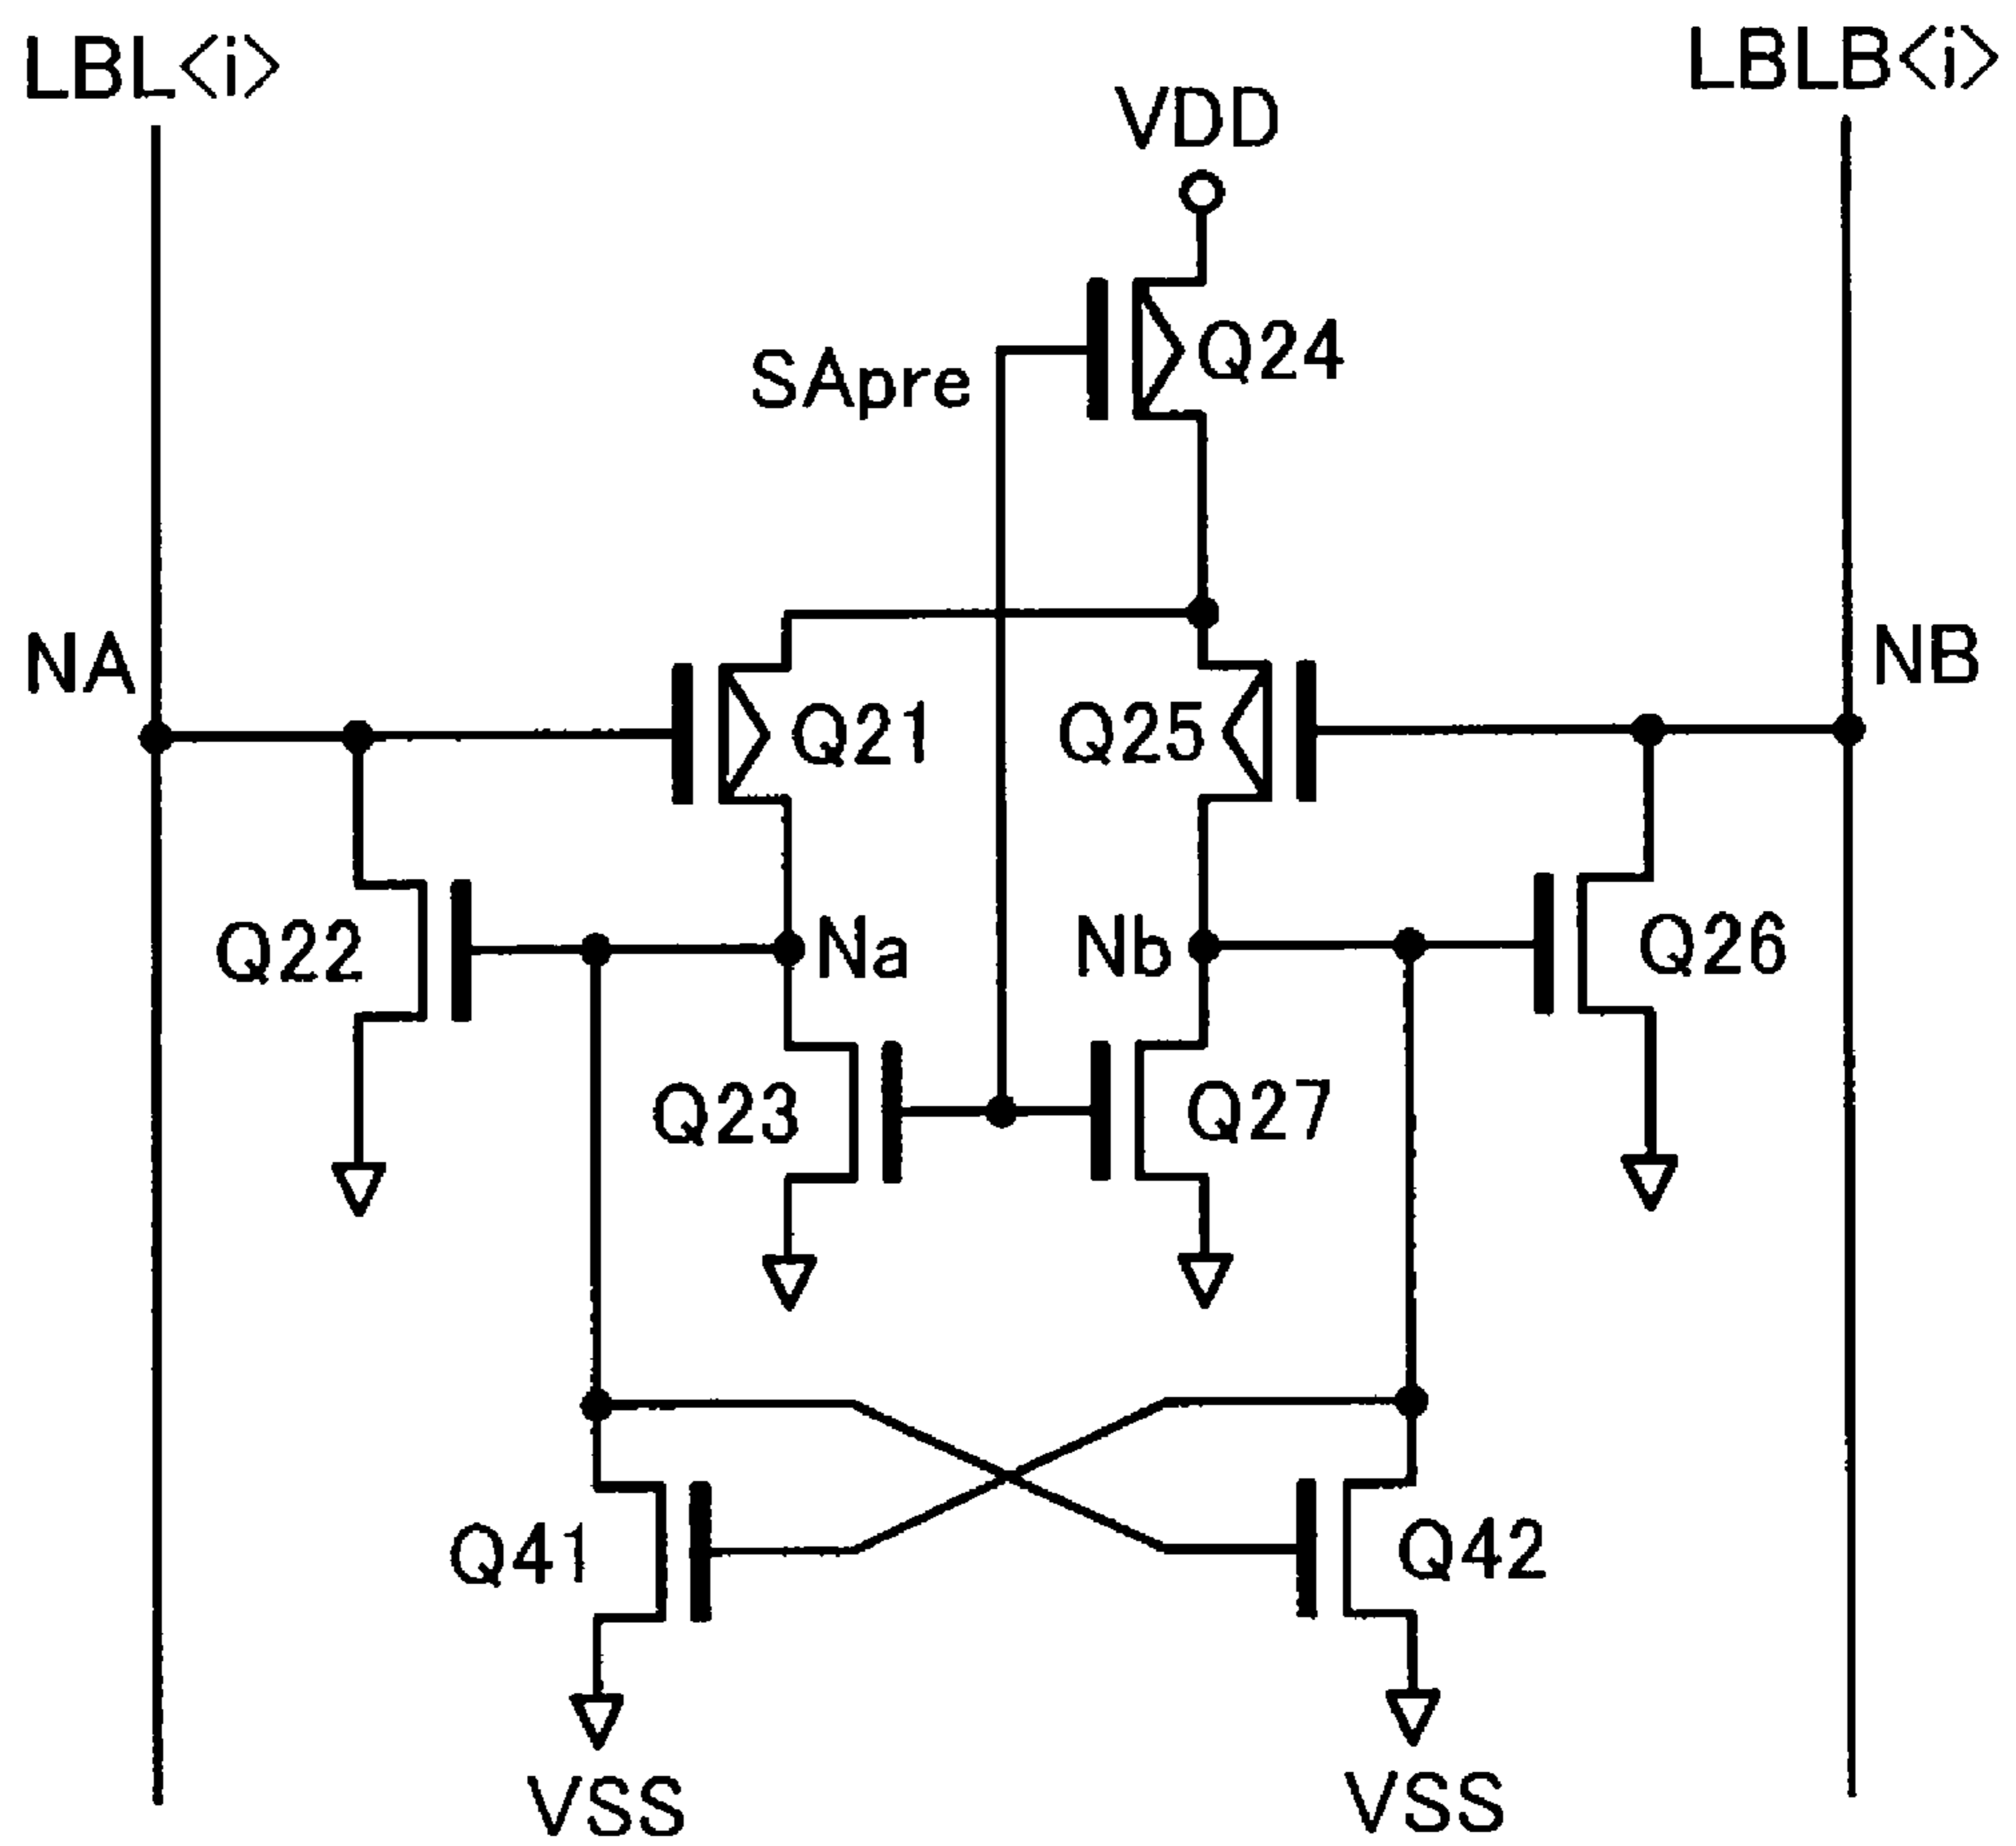 LBL<i>
LBLB<i>
VDD
SApre
Q24
NA
NB
Q21
Q25
Q22
Na
Nb
Q26
Q23
Q27
Q41
Q42
VSS
VSS